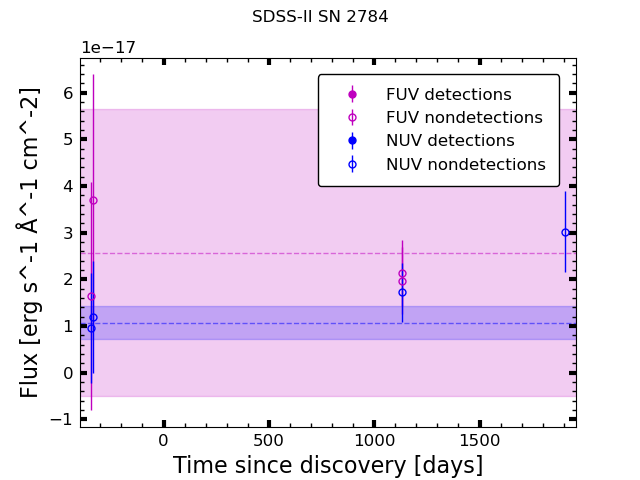 SDSS-II SN 2784
1e−17
FUV detections
FUV nondetections
NUV detections
NUV nondetections
6
5
4
3
2
1
0
−1
0 500 1000 1500
Time since discovery [days]
Flux [erg s^-1 Å^-1 cm^-2]